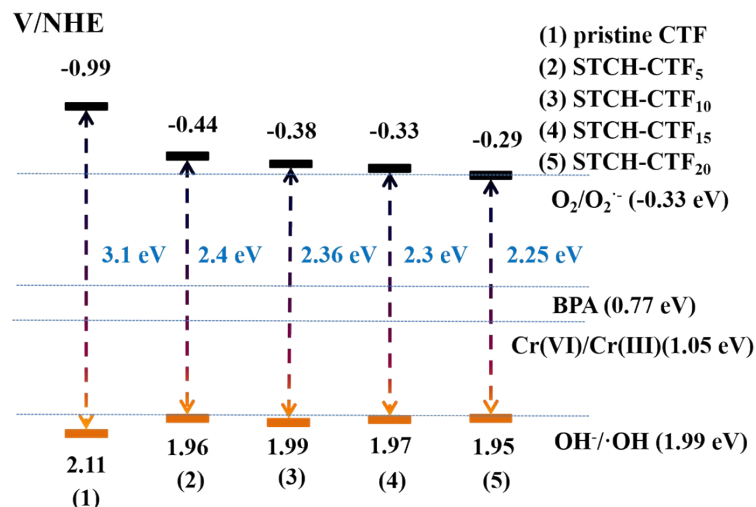 V/NHE
(1) pristine CTF
(2) STCH-CTF₅
(3) STCH-CTF₁₀
(4) STCH-CTF₁₅
(5) STCH-CTF₂₀
-0.99
-0.44
-0.38
-0.33
-0.29
O₂/O₂·⁻ (-0.33 eV)
3.1 eV
2.4 eV
2.36 eV
2.3 eV
2.25 eV
BPA (0.77 eV)
Cr(VI)/Cr(III)(1.05 eV)
OH⁻/·OH (1.99 eV)
2.11
1.96
1.99
1.97
1.95
(1)
(2)
(3)
(4)
(5)